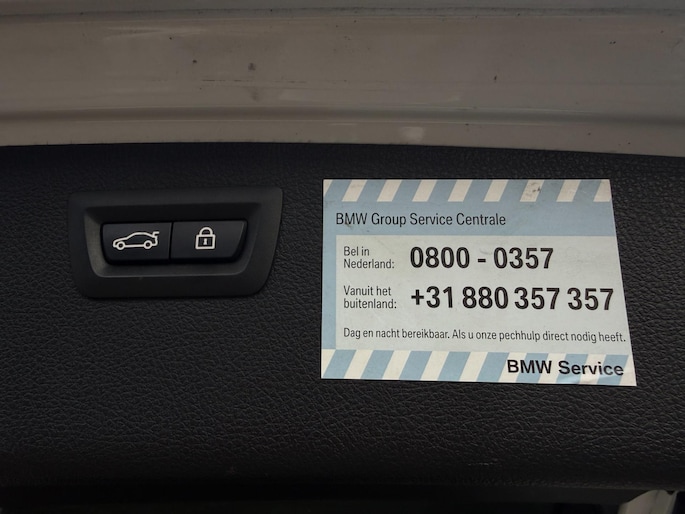 BMW Group Service Centrale
Bel in
Nederland: 0800 - 0357
Vanuit het
buitenland: +31 880 357 357
Dag en nacht bereikbaar. Als u onze pechhulp direct nodig heeft.
BMW Service